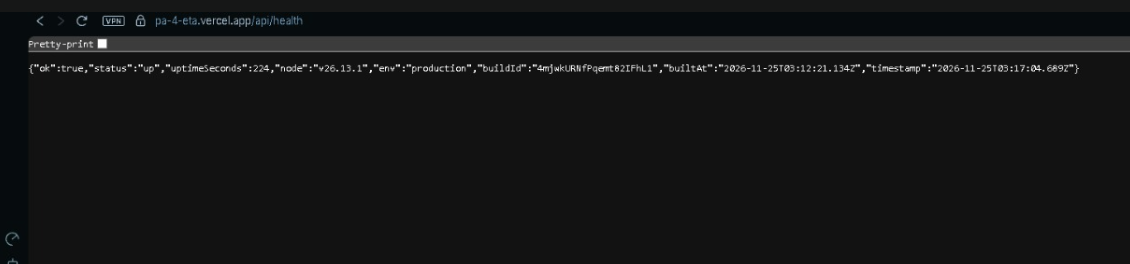 VPN pa-4-eta.vercel.app/api/health
Pretty-print
{"ok":true,"status":"up","uptimeSeconds":224,"node":"v26.13.1","env":"production","buildId":"4mjwkURNfPqemt82IFhL1","builtAt":"2026-11-25T03:12:21.134Z","timestamp":"2026-11-25T03:17:04.689Z"}